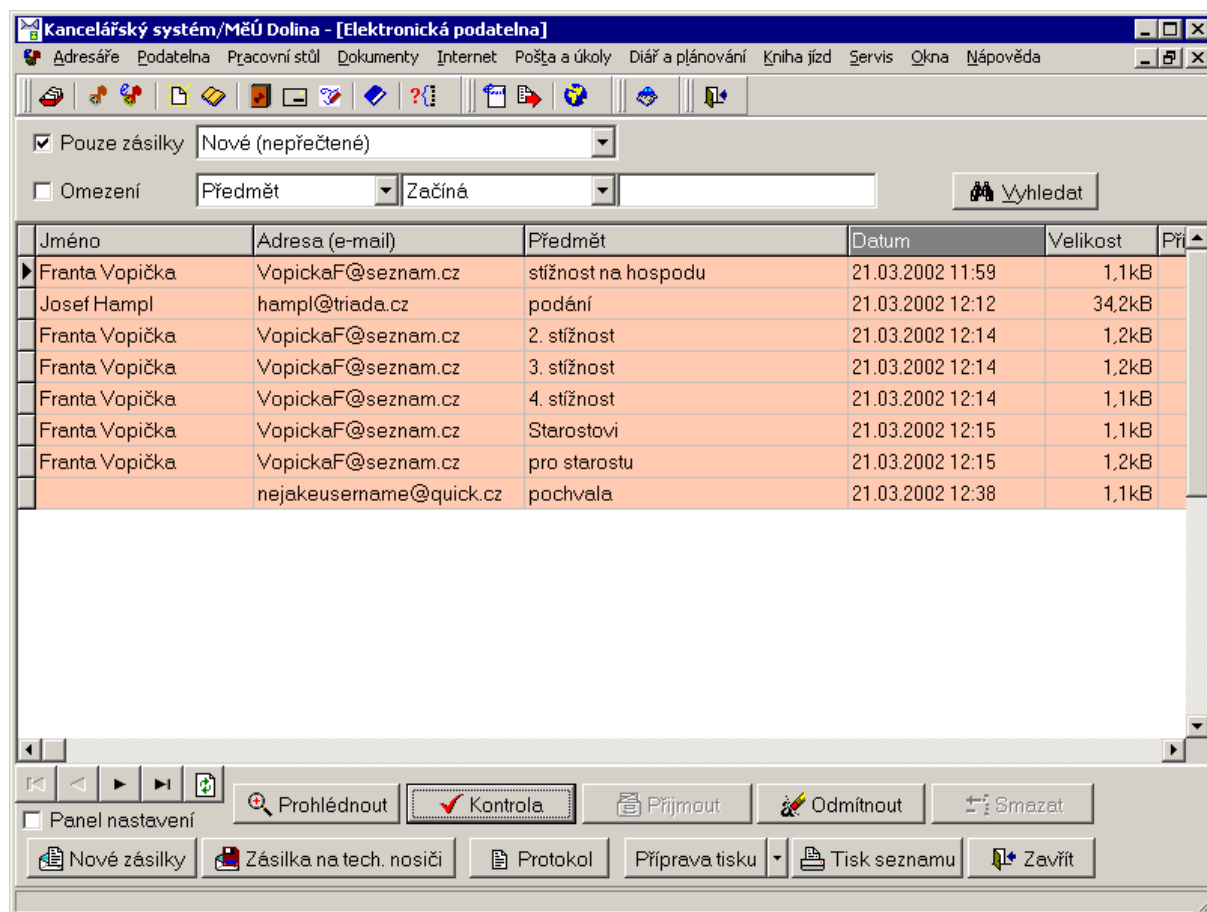 Kancelářský systém/MěÚ Dolina - [Elektronická podatelna]
Adresáře Podatelna Pracovní stůl Dokumenty Internet Pošta a úkoly Diář a plánování Kniha jízd Servis Okna Nápověda
Pouze zásilky Nové (nepřečtené)
Omezení Předmět Začíná Vyhledat
Jméno Adresa (e-mail) Předmět Datum Velikost Při
Franta Vopička VopickaF@seznam.cz stížnost na hospodu 21.03.2002 11:59 1,1kB
Josef Hampl hampl@triada.cz podání 21.03.2002 12:12 34,2kB
Franta Vopička VopickaF@seznam.cz 2. stížnost 21.03.2002 12:14 1,2kB
Franta Vopička VopickaF@seznam.cz 3. stížnost 21.03.2002 12:14 1,2kB
Franta Vopička VopickaF@seznam.cz 4. stížnost 21.03.2002 12:14 1,1kB
Franta Vopička VopickaF@seznam.cz Starostovi 21.03.2002 12:15 1,1kB
Franta Vopička VopickaF@seznam.cz pro starostu 21.03.2002 12:15 1,2kB
nejakeusername@quick.cz pochvala 21.03.2002 12:38 1,1kB
Prohlédnout Kontrola Přijmout Odmítnout Smazat
Panel nastavení
Nové zásilky Zásilka na tech. nosiči Protokol Příprava tisku Tisk seznamu Zavřít